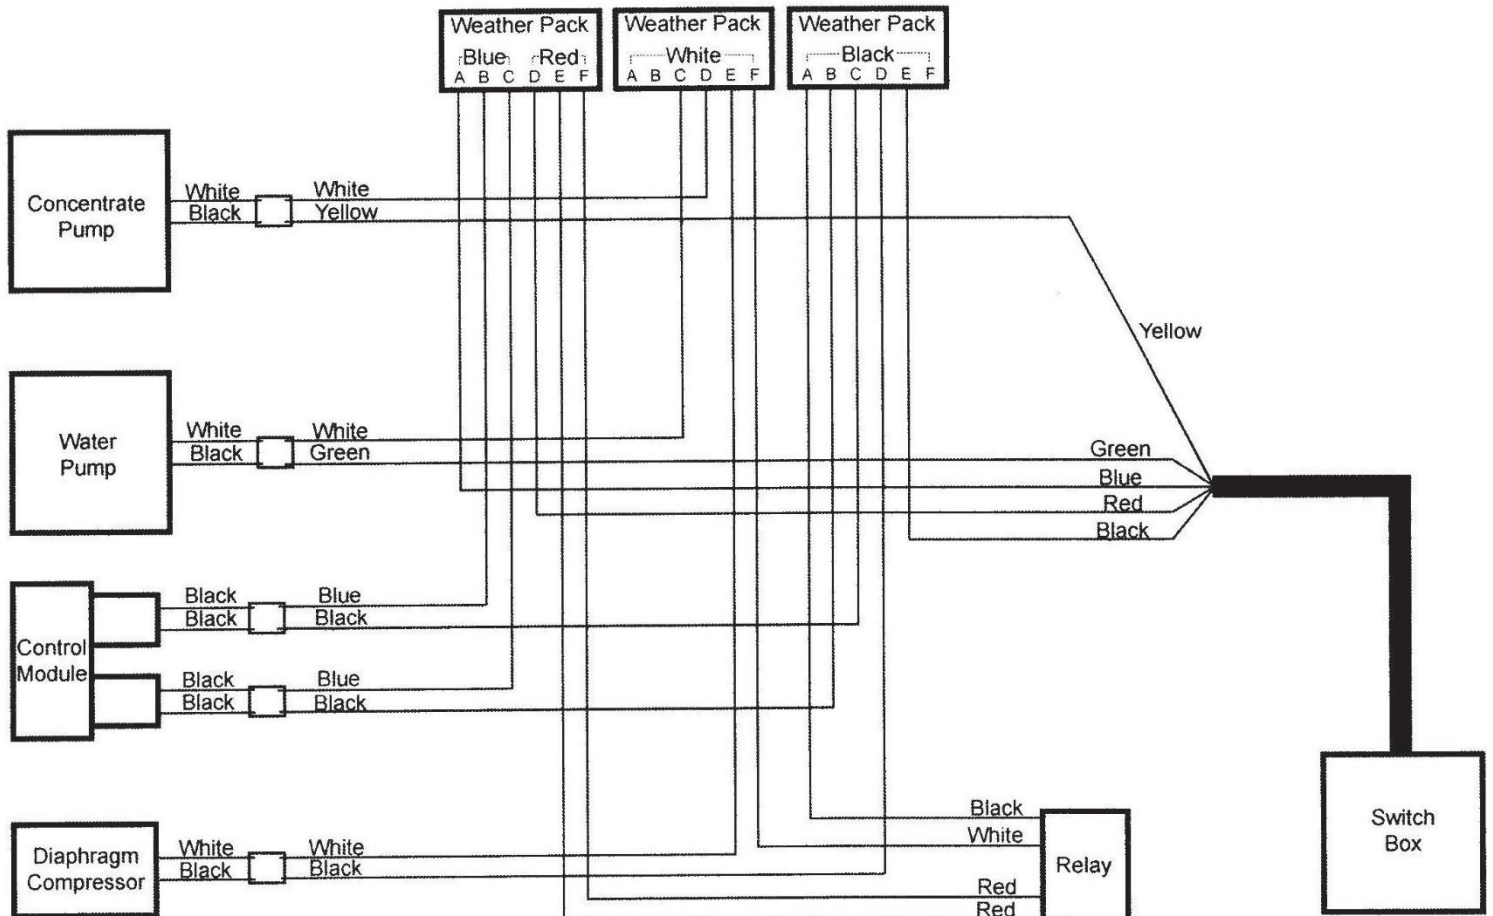 Weather Pack
Blue Red
A B C D E F
Weather Pack
White
A B C D E F
Weather Pack
Black
A B C D E F
Concentrate
Pump
White
Black
White
Yellow
Yellow
Water
Pump
White
Black
White
Green
Green
Blue
Red
Black
Control
Module
Black
Black
Blue
Black
Black
Black
Blue
Black
Diaphragm
Compressor
White
Black
White
Black
Black
White
Red
Red
Relay
Switch
Box